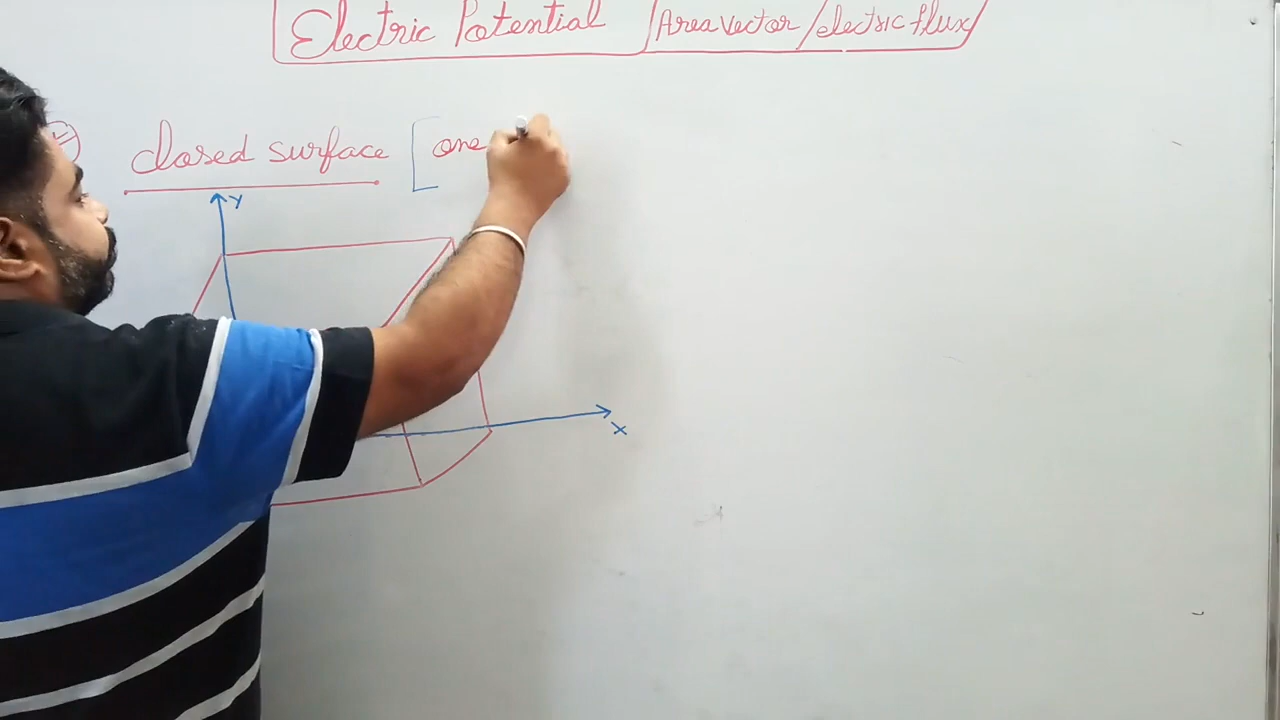 Electric Potential / Area vector / electric flux
closed surface [ one
Y
X